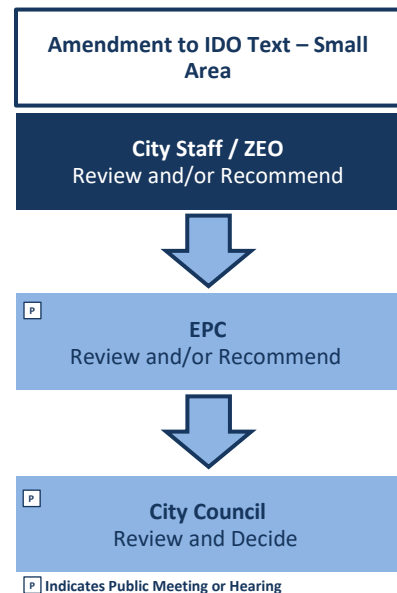 Amendment to IDO Text – Small
Area
City Staff / ZEO
Review and/or Recommend
P
EPC
Review and/or Recommend
P
City Council
Review and Decide
P Indicates Public Meeting or Hearing